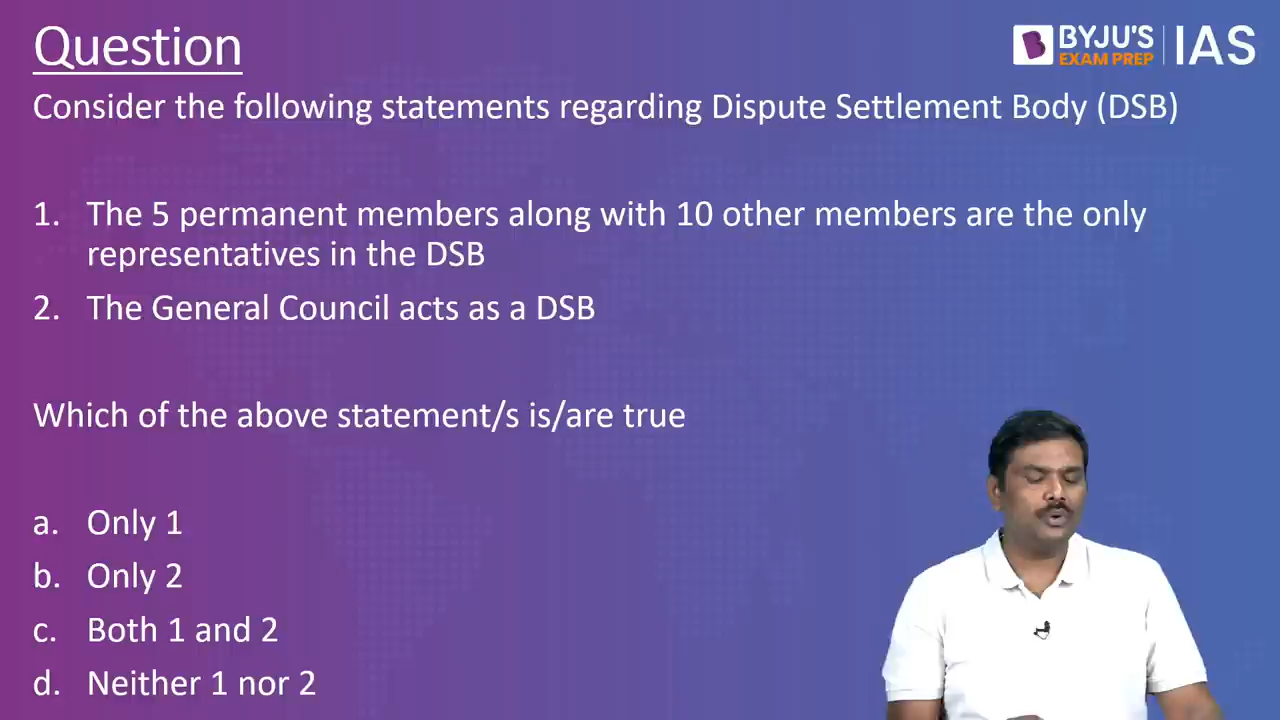 Question
BYJU'S
EXAM PREP
IAS
Consider the following statements regarding Dispute Settlement Body (DSB)
1. The 5 permanent members along with 10 other members are the only
representatives in the DSB
2. The General Council acts as a DSB
Which of the above statement/s is/are true
a. Only 1
b. Only 2
c. Both 1 and 2
d. Neither 1 nor 2